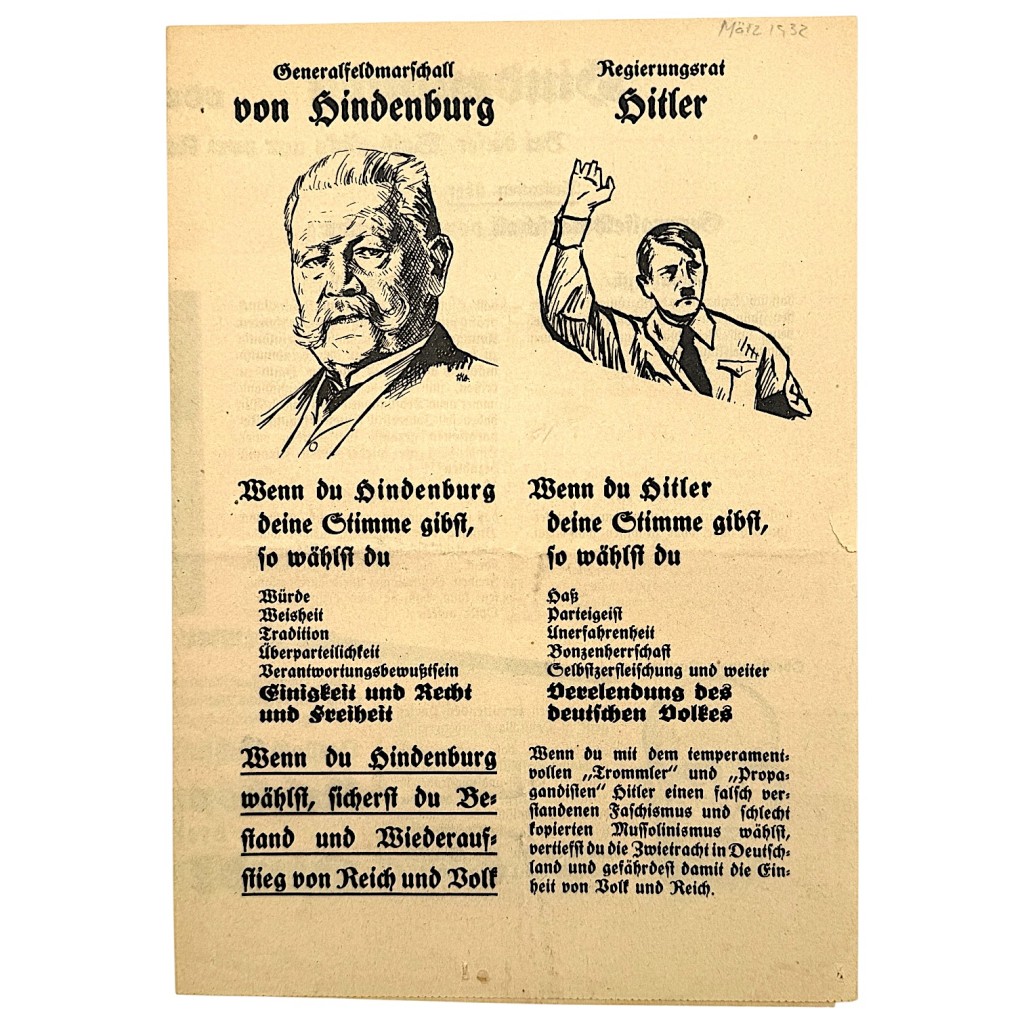 März 1932
Generalfeldmarschall
von Hindenburg
Regierungsrat
Hitler
Wenn du Hindenburg
deine Stimme gibst,
so wählst du
Würde
Weisheit
Tradition
Überparteilichkeit
Verantwortungsbewußtsein
Einigkeit und Recht
und Freiheit
Wenn du Hindenburg
wählst, sicherst du Be-
stand und Wiederauf-
stieg von Reich und Volk
Wenn du Hitler
deine Stimme gibst,
so wählst du
Haß
Parteigeist
Unerfahrenheit
Bonzenherrschaft
Selbstzerfleischung und weiter
Verelendung des
deutschen Volkes
Wenn du mit dem temperament-
vollen „Trommler“ und „Propa-
gandisten“ Hitler einen falsch ver-
standenen Faschismus und schlecht
kopierten Mussolinismus wählst,
vertiefst du die Zwietracht in Deutsch-
land und gefährdest damit die Ein-
heit von Volk und Reich.